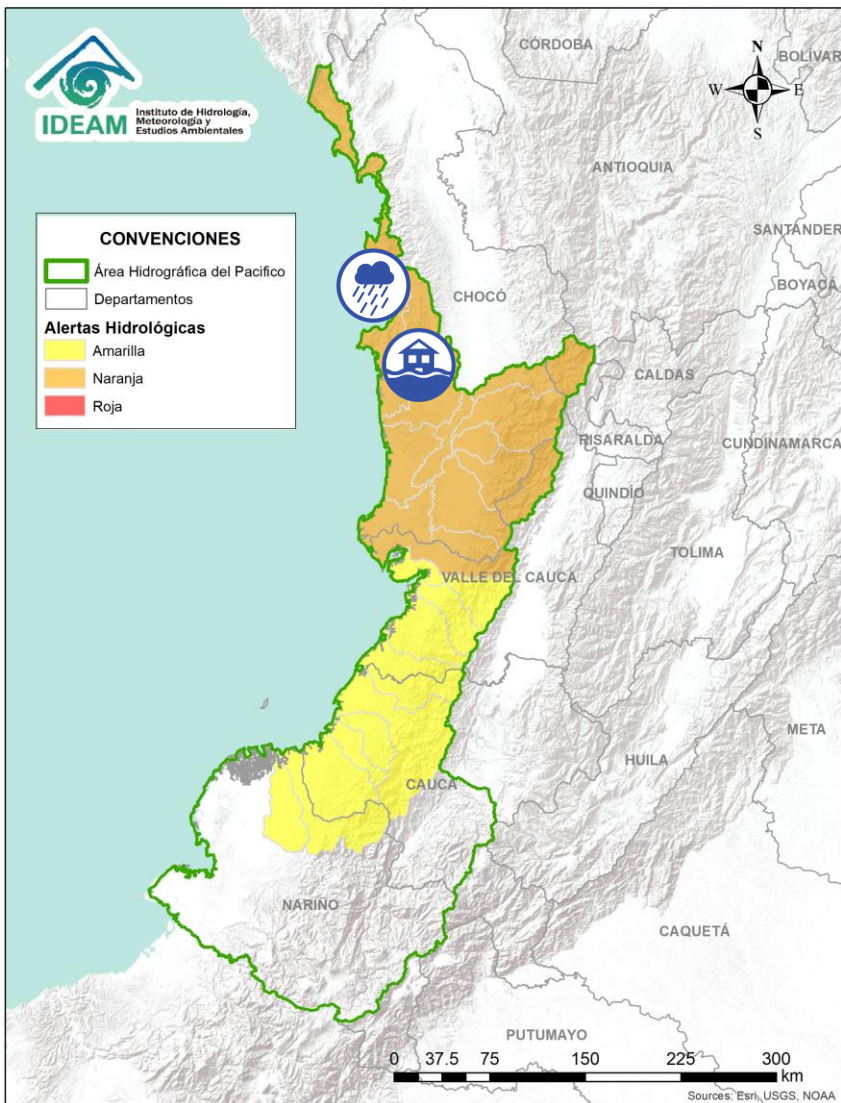 IDEAM
Instituto de Hidrología,
Meteorología y
Estudios Ambientales
CÓRDOBA
BOLÍVAR
N
W
E
S
ANTIOQUIA
SANTANDER
BOYACÁ
CONVENCIONES
Área Hidrográfica del Pacifico
Departamentos
Alertas Hidrológicas
Amarilla
Naranja
Roja
CHOCÓ
CALDAS
RISARALDA
CUNDINAMARCA
QUINDÍO
TOLIMA
VALLE DEL CAUCA
META
HUILA
CAUCA
NARIÑO
CAQUETÁ
PUTUMAYO
0 37.5 75 150 225 300
km
Sources: Esri, USGS, NOAA